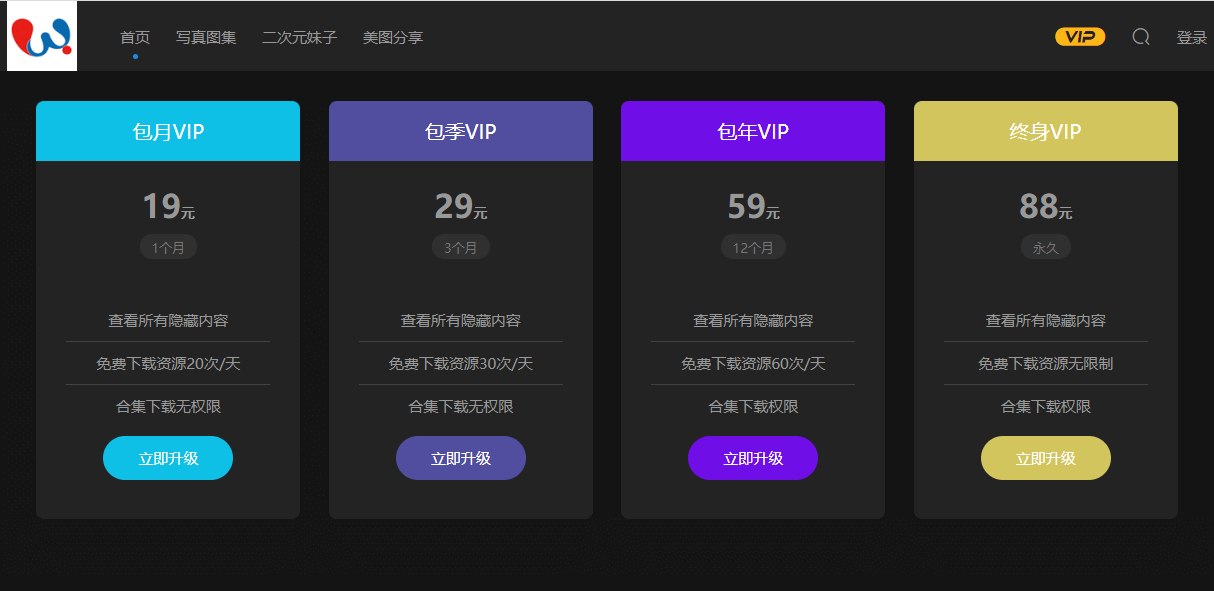 首页 写真图集 二次元妹子 美图分享 VIP 登录
包月VIP
19元
1个月
查看所有隐藏内容
免费下载资源20次/天
合集下载无权限
立即升级
包季VIP
29元
3个月
查看所有隐藏内容
免费下载资源30次/天
合集下载无权限
立即升级
包年VIP
59元
12个月
查看所有隐藏内容
免费下载资源60次/天
合集下载权限
立即升级
终身VIP
88元
永久
查看所有隐藏内容
免费下载资源无限制
合集下载权限
立即升级